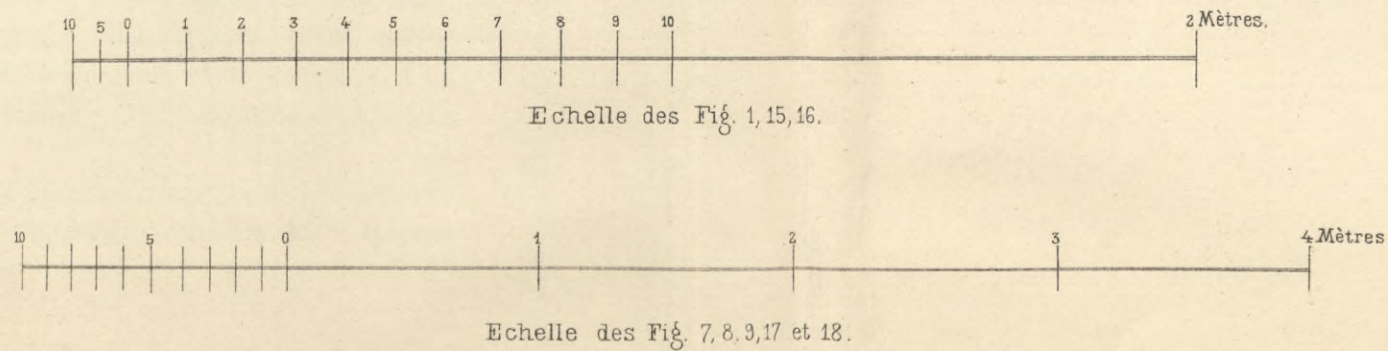 10 5 0 1 2 3 4 5 6 7 8 9 10 2 Mètres.
Echelle des Fig. 1, 15, 16.
10 5 0 1 2 3 4 Mètres
Echelle des Fig. 7, 8, 9, 17 et 18.